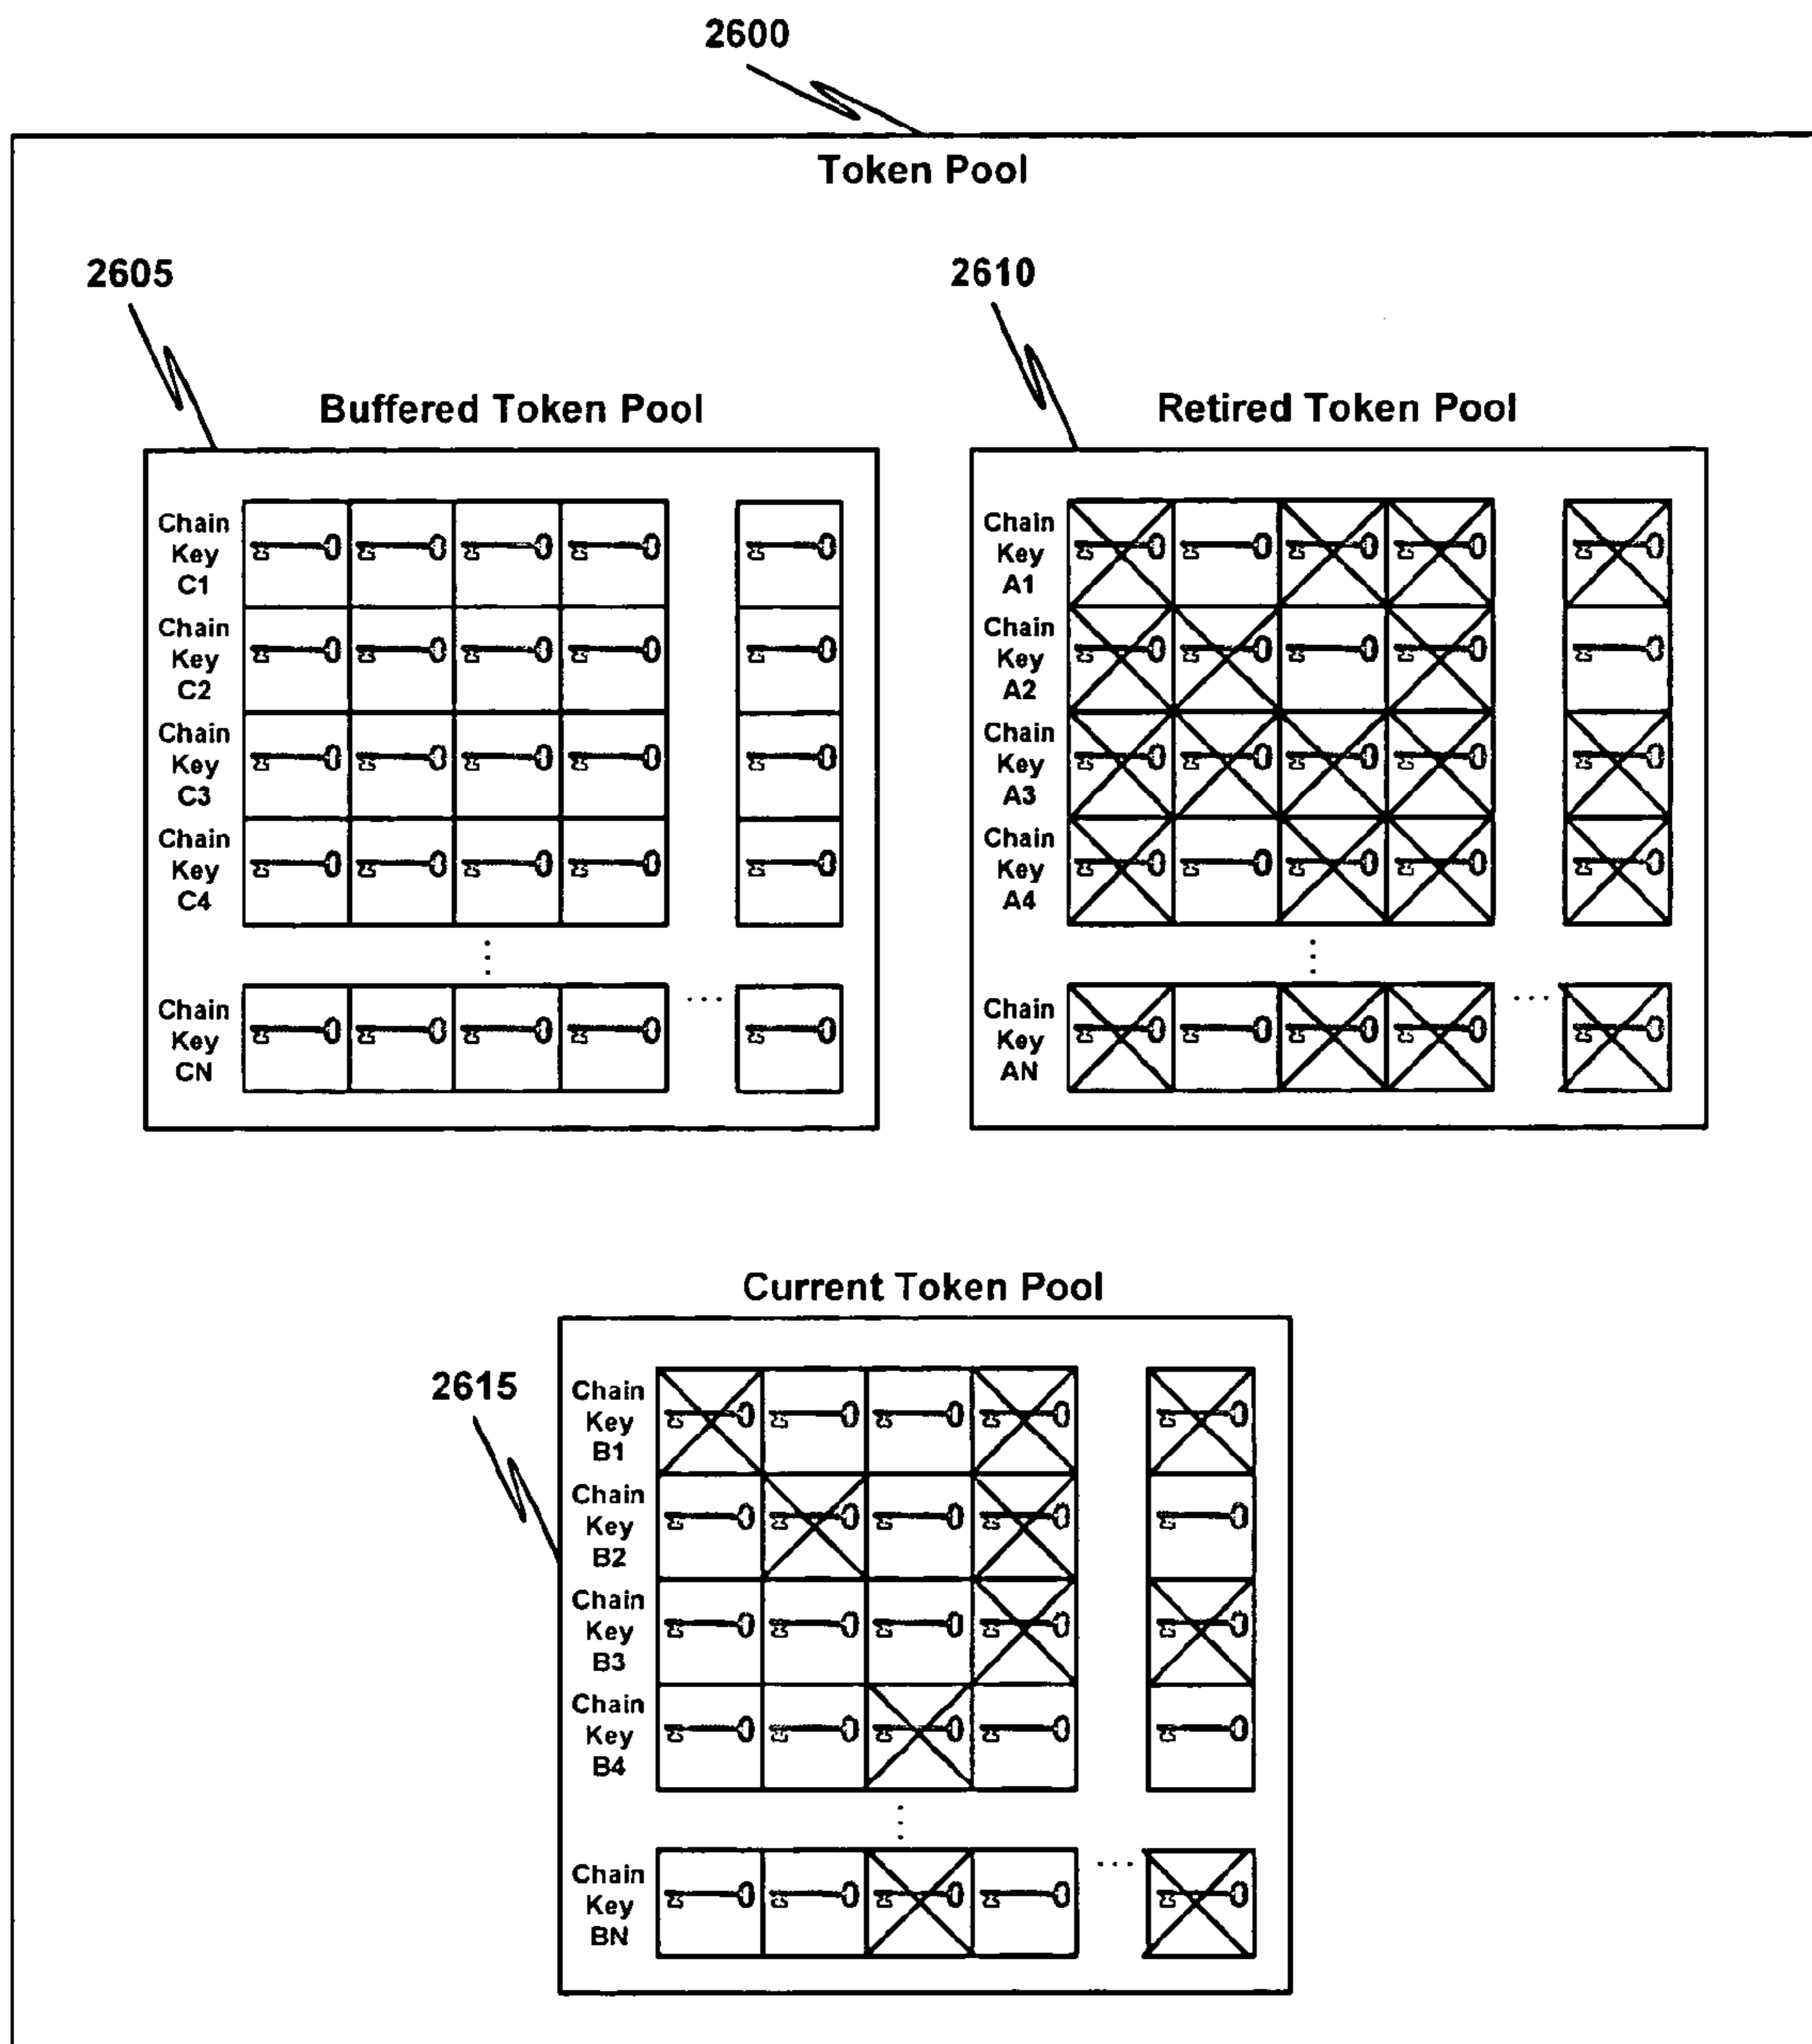 2600
Token Pool
2605
2610
Buffered Token Pool
Retired Token Pool
Chain
Key
C1
Chain
Key
C2
Chain
Key
C3
Chain
Key
C4
⋮
Chain
Key
CN
...
Chain
Key
A1
Chain
Key
A2
Chain
Key
A3
Chain
Key
A4
⋮
Chain
Key
AN
...
Current Token Pool
2615
Chain
Key
B1
Chain
Key
B2
Chain
Key
B3
Chain
Key
B4
⋮
Chain
Key
BN
...